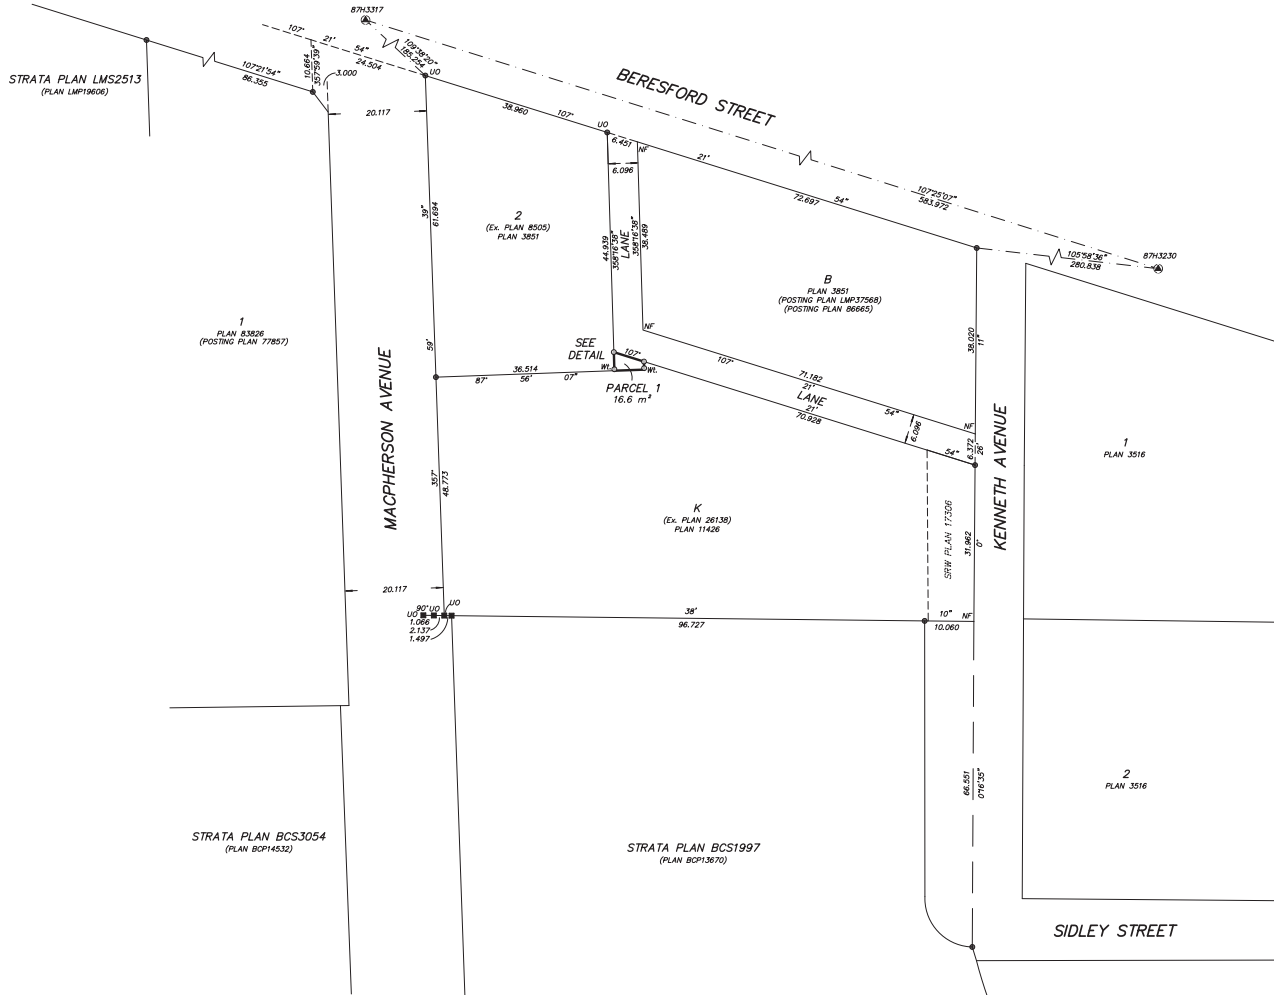 87H3317
107°
21'
54"
24.504
109°38'20"
185.254
10.664
357°59'39"
3.000
UO
107°21'54"
86.355
STRATA PLAN LMS2513
(PLAN LMP19606)
20.117
BERESFORD STREET
38.960
107°
UO
6.451
NF
21'
6.096
72.697
54"
107°25'07"
583.972
105°58'36"
280.838
87H3230
39"
61.694
2
(Ex. PLAN 8505)
PLAN 3851
44.939
358°16'38"
LANE
358°16'38"
38.489
B
PLAN 3851
(POSTING PLAN LMP37568)
(POSTING PLAN 86665)
1
PLAN 83826
(POSTING PLAN 77857)
MACPHERSON AVENUE
59'
SEE
DETAIL
107°
NF
38.020
11"
36.514
87°
56'
07"
Wt.
Wt.
PARCEL 1
16.6 m²
107°
71.182
21'
LANE
21'
70.928
54"
6.096
NF
54"
6.372
26'
KENNETH AVENUE
1
PLAN 3516
357°
48.773
K
(Ex. PLAN 26138)
PLAN 11426
SRW PLAN 17306
31.962
0°
20.117
UO
90°
UO
UO
1.066
2.137
1.497
38'
96.727
10"
NF
10.060
66.551
0°16'35"
2
PLAN 3516
STRATA PLAN BCS3054
(PLAN BCP14532)
STRATA PLAN BCS1997
(PLAN BCP13670)
SIDLEY STREET